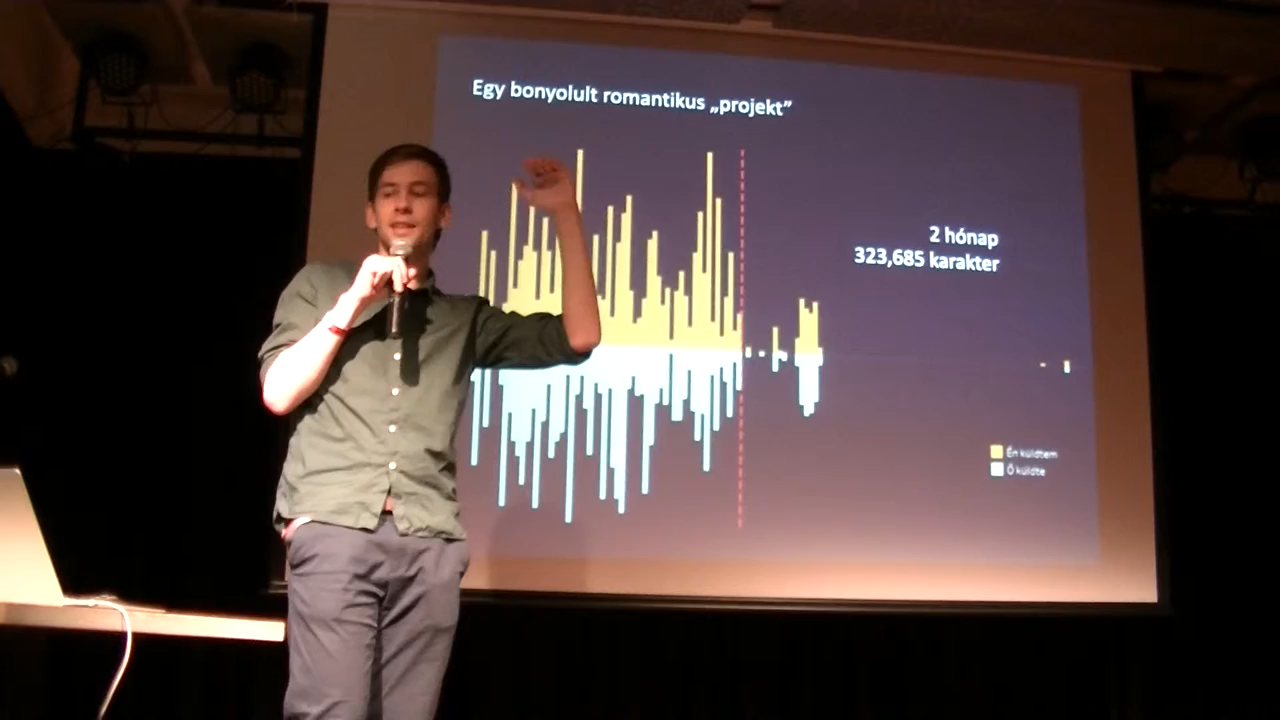 Egy bonyolult romantikus „projekt”
2 hónap
323,685 karakter
Én küldtem
Ő küldte